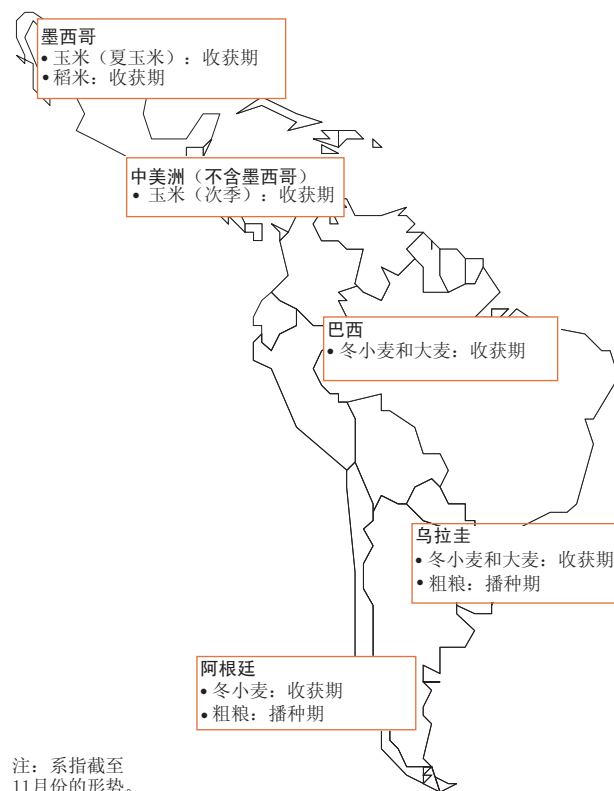 墨西哥
• 玉米（夏玉米）：收获期
• 稻米：收获期
中美洲（不含墨西哥）
• 玉米（次季）：收获期
巴西
• 冬小麦和大麦：收获期
乌拉圭
• 冬小麦和大麦：收获期
• 粗粮：播种期
阿根廷
• 冬小麦：收获期
• 粗粮：播种期
注：系指截至
11月份的形势。